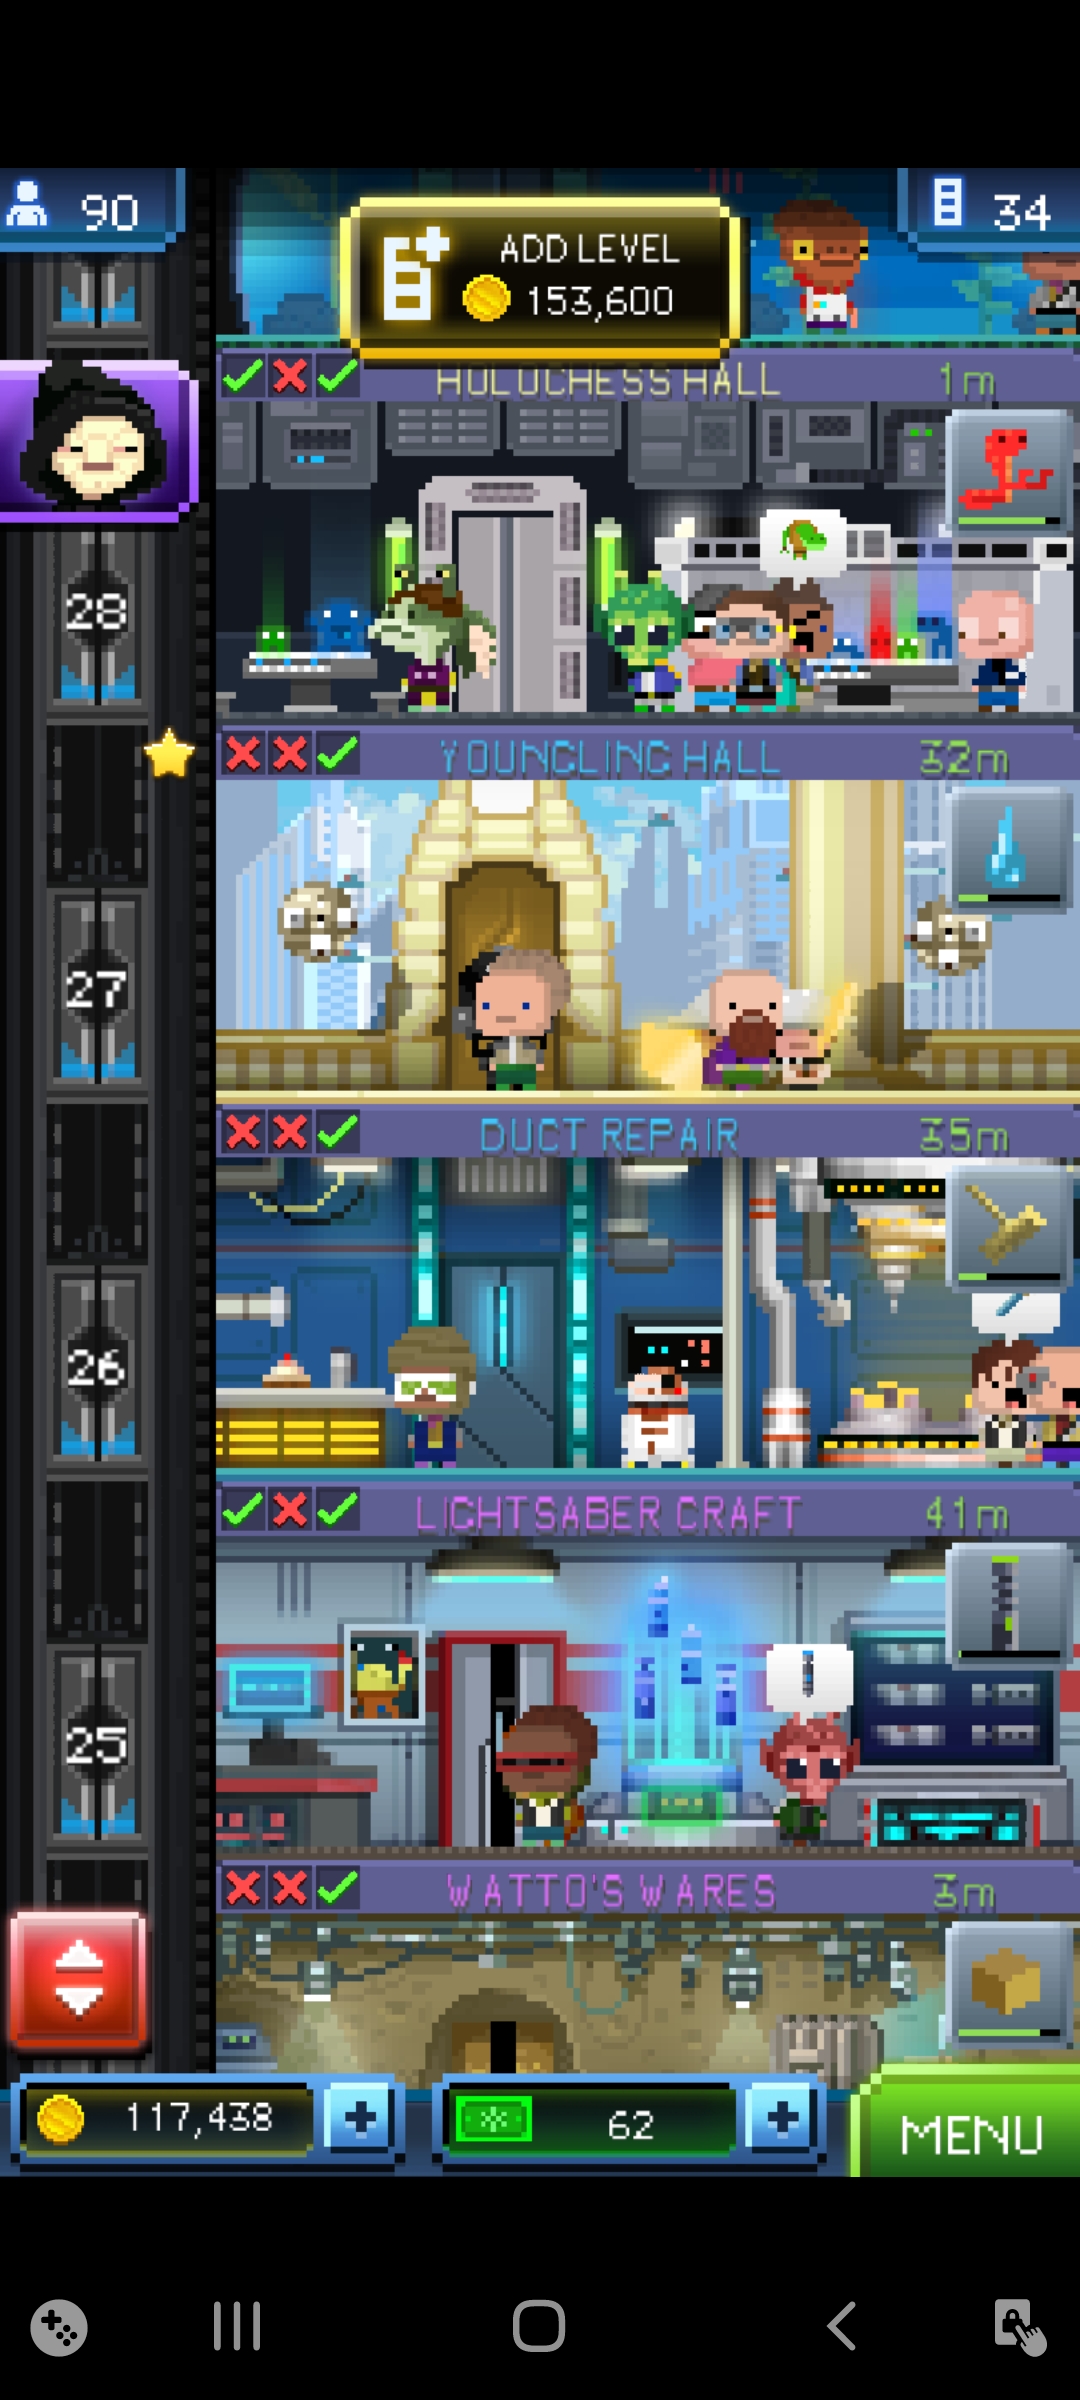 90
34
ADD LEVEL
153,600
HOLOCHESS HALL 1m
28
YOUNGLING HALL 32m
27
DUCT REPAIR 35m
26
LIGHTSABER CRAFT 41m
25
WATTO'S WARES 3m
117,438
62
MENU